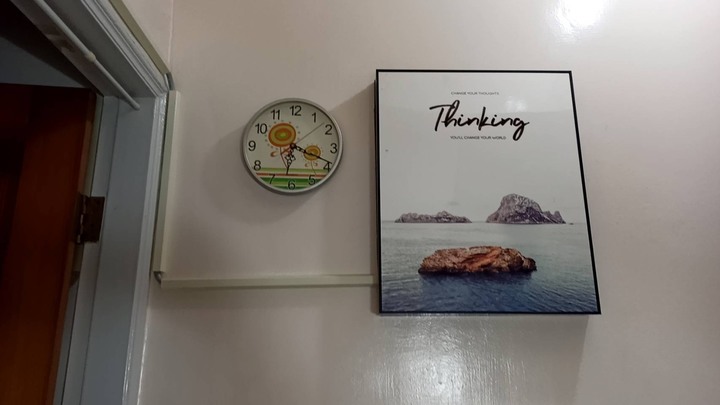 11 12 1
10 2
9 3
8 4
7 6 5
CHANGE YOUR THOUGHTS
Thinking
YOU'LL CHANGE YOUR WORLD